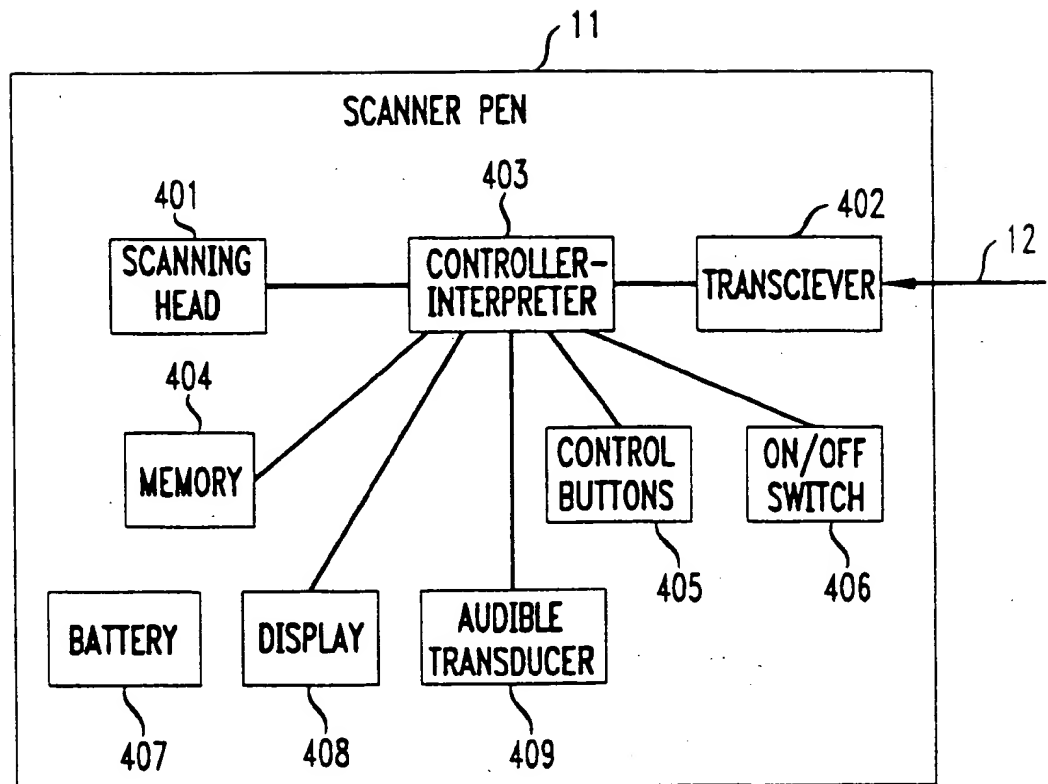 11
SCANNER PEN
401
403
402
12
SCANNING
HEAD
CONTROLLER-
INTERPRETER
TRANSCIEVER
404
MEMORY
CONTROL
BUTTONS
ON/OFF
SWITCH
405
406
BATTERY
DISPLAY
AUDIBLE
TRANSDUCER
407
408
409